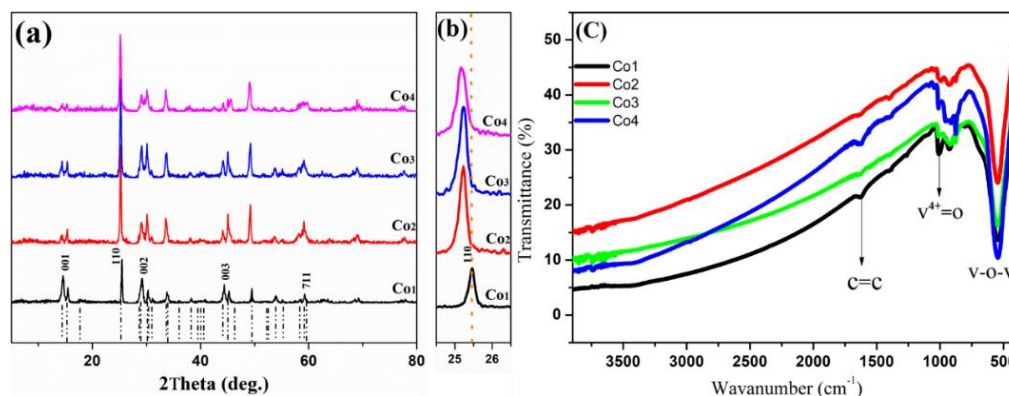 (a)
Co4
Co3
Co2
Co1
001
110
002
003
711
20
40
60
80
2Theta (deg.)
(b)
Co4
Co3
Co2
110
Co1
25
26
(C)
Co1
Co2
Co3
Co4
55
50
40
30
20
10
0
Transmittance (%)
C=C
V4+=O
V-O-V
3500
3000
2500
2000
1500
1000
500
Wavanumber (cm-1)